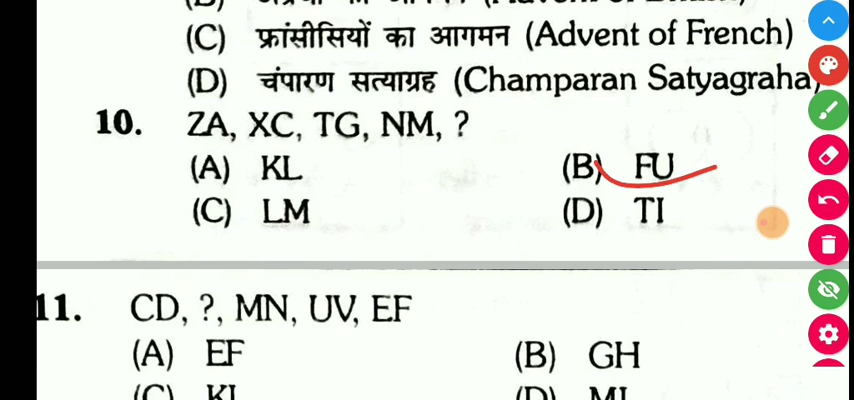 (C) फ्रांसीसियों का आगमन (Advent of French)
(D) चंपारण सत्याग्रह (Champaran Satyagraha)
10. ZA, XC, TG, NM, ?
(A) KL (B) FU
(C) LM (D) TI
11. CD, ?, MN, UV, EF
(A) EF (B) GH